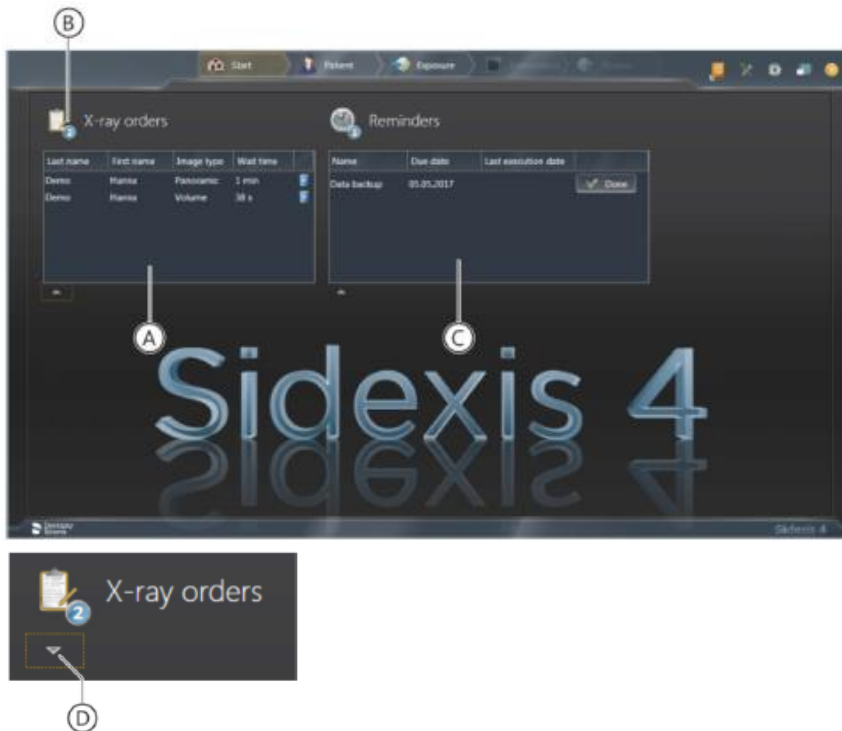 B
Start Patient Exposure
X-ray orders
2
Reminders
Last name First name Image type Wait time
Demo Hanna Panoramic 1 min
Demo Hanna Volume 38 s
Name Due date Last execution date
Data backup 05.05.2017 Done
A
C
Sidexis 4
Sidexis 4
X-ray orders
2
D